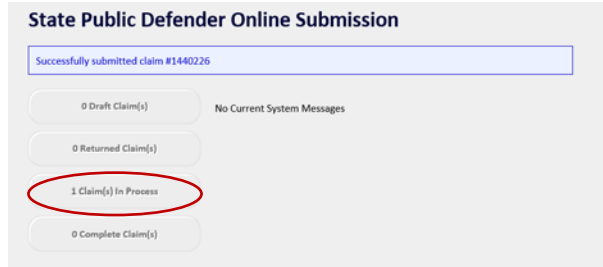 State Public Defender Online Submission
Successfully submitted claim #1440226
0 Draft Claim(s)
No Current System Messages
0 Returned Claim(s)
1 Claim(s) In Process
0 Complete Claim(s)